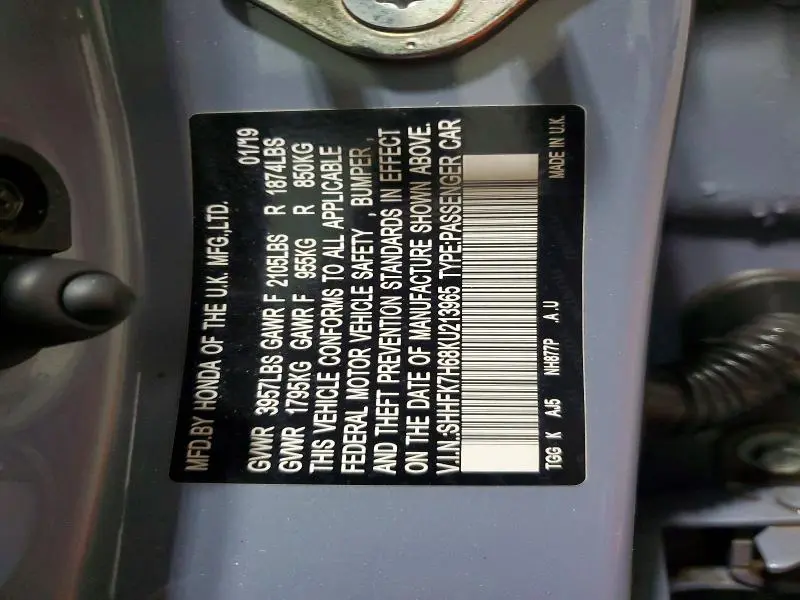 MFD.BY HONDA OF THE U.K. MFG.,LTD.
01/19
GVWR 3957LBS GAWR F 2105LBS R 1874LBS
GVWR 1795KG GAWR F 955KG R 850KG
THIS VEHICLE CONFORMS TO ALL APPLICABLE
FEDERAL MOTOR VEHICLE SAFETY , BUMPER ,
AND THEFT PREVENTION STANDARDS IN EFFECT
ON THE DATE OF MANUFACTURE SHOWN ABOVE.
V.I.N.:SHHFK7H68KU213965 TYPE:PASSENGER CAR
TGG K AJ5 NH877P .A .U MADE IN U.K.